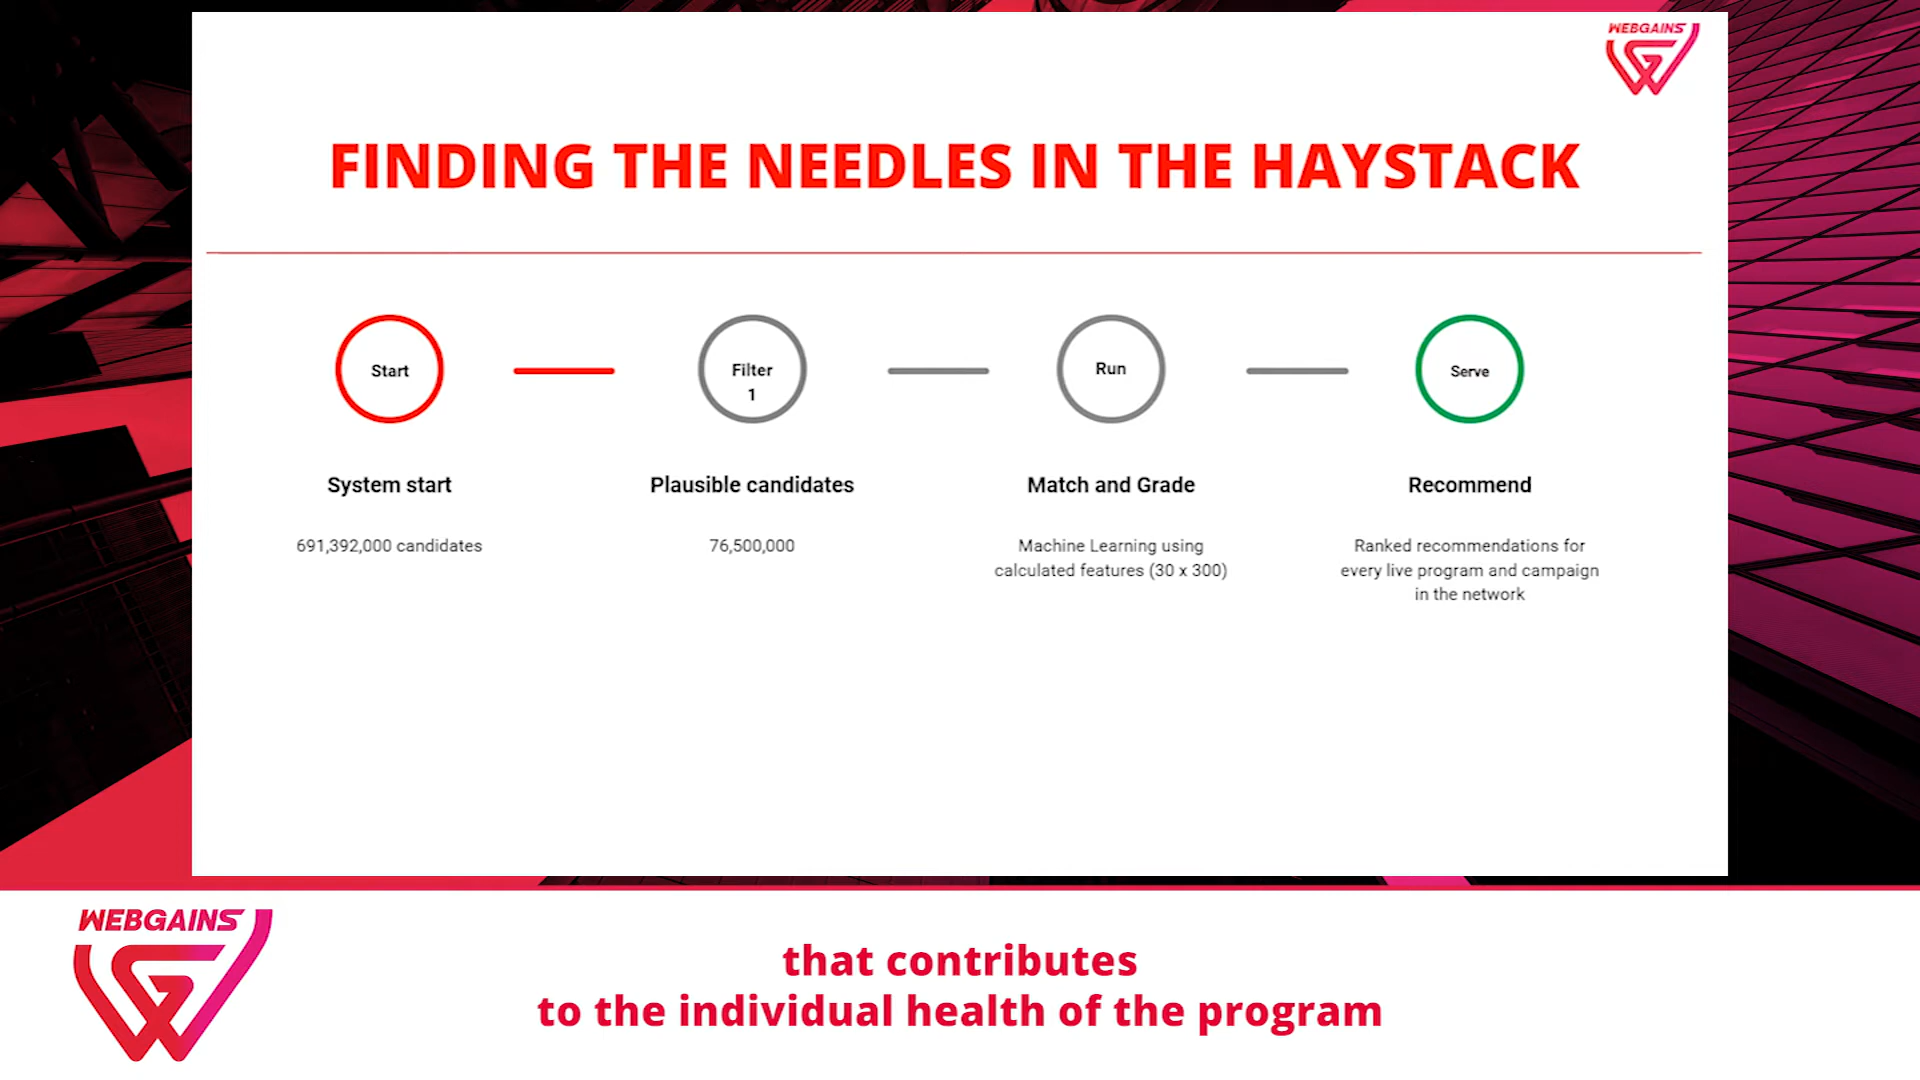 WEBGAINS
FINDING THE NEEDLES IN THE HAYSTACK
Start
Filter
1
Run
Serve
System start
Plausible candidates
Match and Grade
Recommend
691,392,000 candidates
76,500,000
Machine Learning using
calculated features (30 x 300)
Ranked recommendations for
every live program and campaign
in the network
WEBGAINS
that contributes
to the individual health of the program